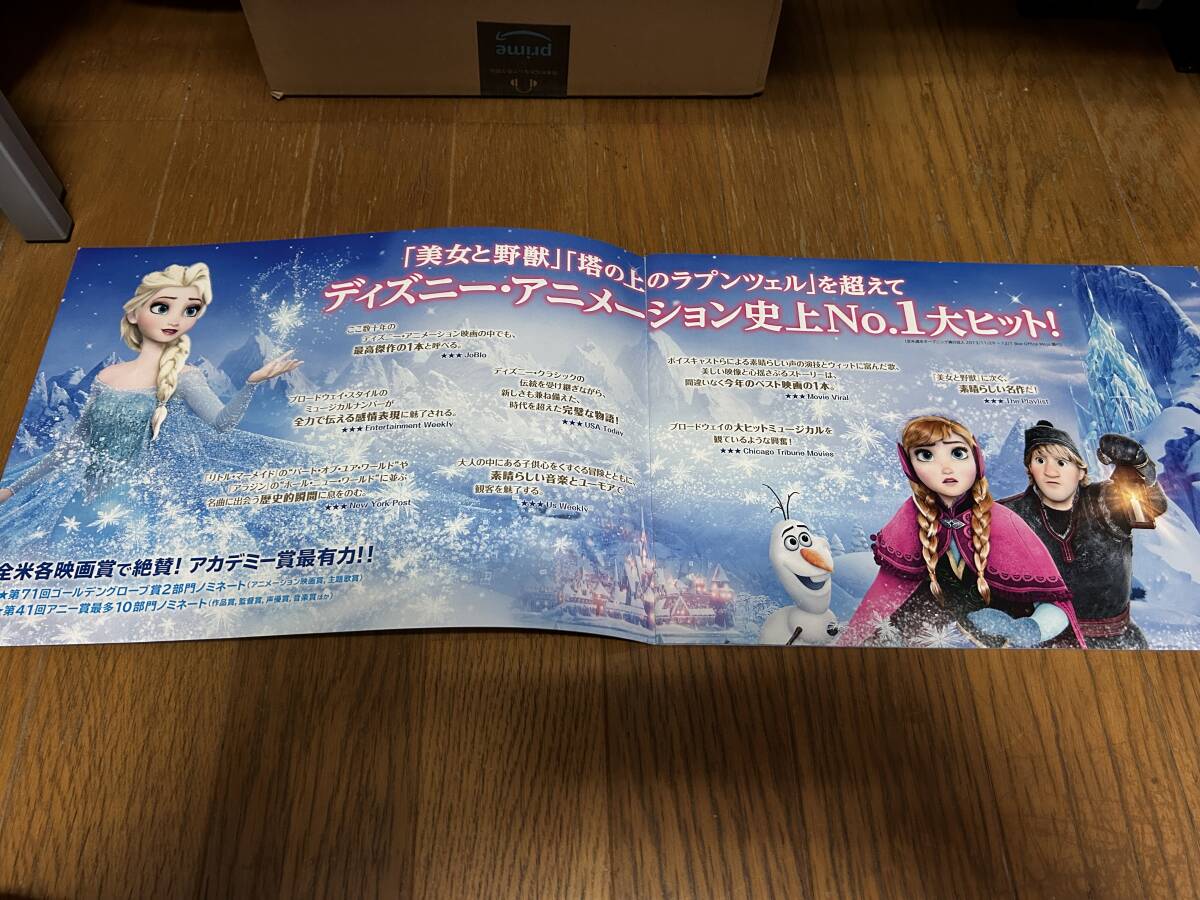 prime
「美女と野獣」「塔の上のラプンツェル」を超えて
ディズニー・アニメーション史上No.1大ヒット!
ここ数十年の
ディズニー・アニメーション映画の中でも、
最高傑作の1本と呼べる。
★★★ JoBlo
ブロードウェイ・スタイルの
ミュージカルナンバーが
全力で伝える感情表現に魅了される。
★★★ Entertainment Weekly
ディズニー・クラシックの
伝統を受け継ぎながら、
新しさも兼ね備えた、
時代を超えた完璧な物語!
★★★ USA Today
『リトル・マーメイド』の“パート・オブ・ユア・ワールド”や
『アラジン』の“ホール・ニュー・ワールド”に並ぶ
名曲に出会う歴史的瞬間に息をのむ。
★★★ New York Post
大人の中にある子供心をくすぐる冒険とともに、
素晴らしい音楽とユーモアで
観客を魅了する。
★★★ Us Weekly
ボイスキャストらによる素晴らしい声の演技とウィットに富んだ歌、
美しい映像と心揺さぶるストーリーは、
間違いなく今年のベスト映画の1本。
★★★ Movie Viral
ブロードウェイの大ヒットミュージカルを
観ているような興奮!
★★★ Chicago Tribune Movies
『美女と野獣』に次ぐ、
素晴らしい名作だ!
★★★ The Playlist
全米各映画賞で絶賛! アカデミー賞最有力!!
★第71回ゴールデングローブ賞2部門ノミネート(アニメーション映画賞、主題歌賞)
★第41回アニー賞最多10部門ノミネート(作品賞、監督賞、声優賞、音楽賞ほか)